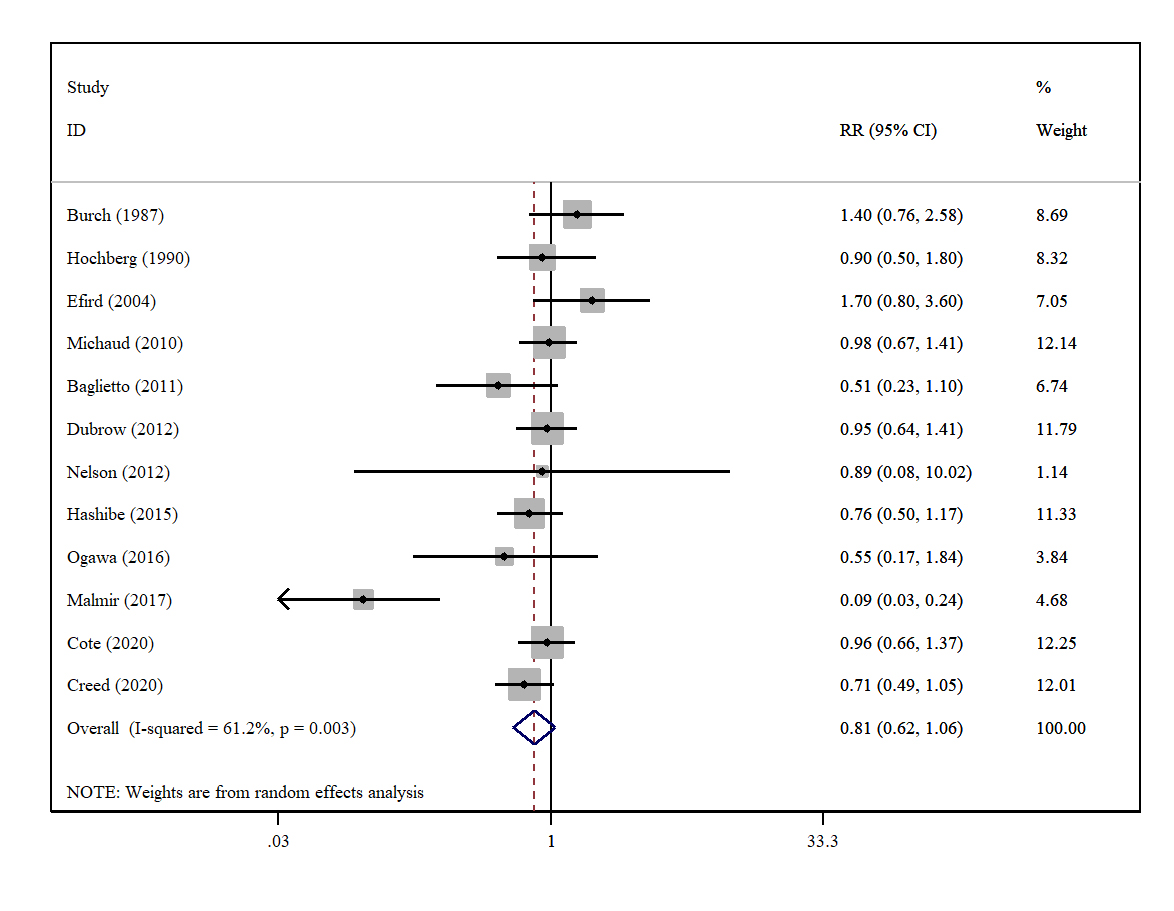 Study %
ID RR (95% CI) Weight
Burch (1987) 1.40 (0.76, 2.58) 8.69
Hochberg (1990) 0.90 (0.50, 1.80) 8.32
Efird (2004) 1.70 (0.80, 3.60) 7.05
Michaud (2010) 0.98 (0.67, 1.41) 12.14
Baglietto (2011) 0.51 (0.23, 1.10) 6.74
Dubrow (2012) 0.95 (0.64, 1.41) 11.79
Nelson (2012) 0.89 (0.08, 10.02) 1.14
Hashibe (2015) 0.76 (0.50, 1.17) 11.33
Ogawa (2016) 0.55 (0.17, 1.84) 3.84
Malmir (2017) 0.09 (0.03, 0.24) 4.68
Cote (2020) 0.96 (0.66, 1.37) 12.25
Creed (2020) 0.71 (0.49, 1.05) 12.01
Overall (I-squared = 61.2%, p = 0.003) 0.81 (0.62, 1.06) 100.00
NOTE: Weights are from random effects analysis
.03 1 33.3